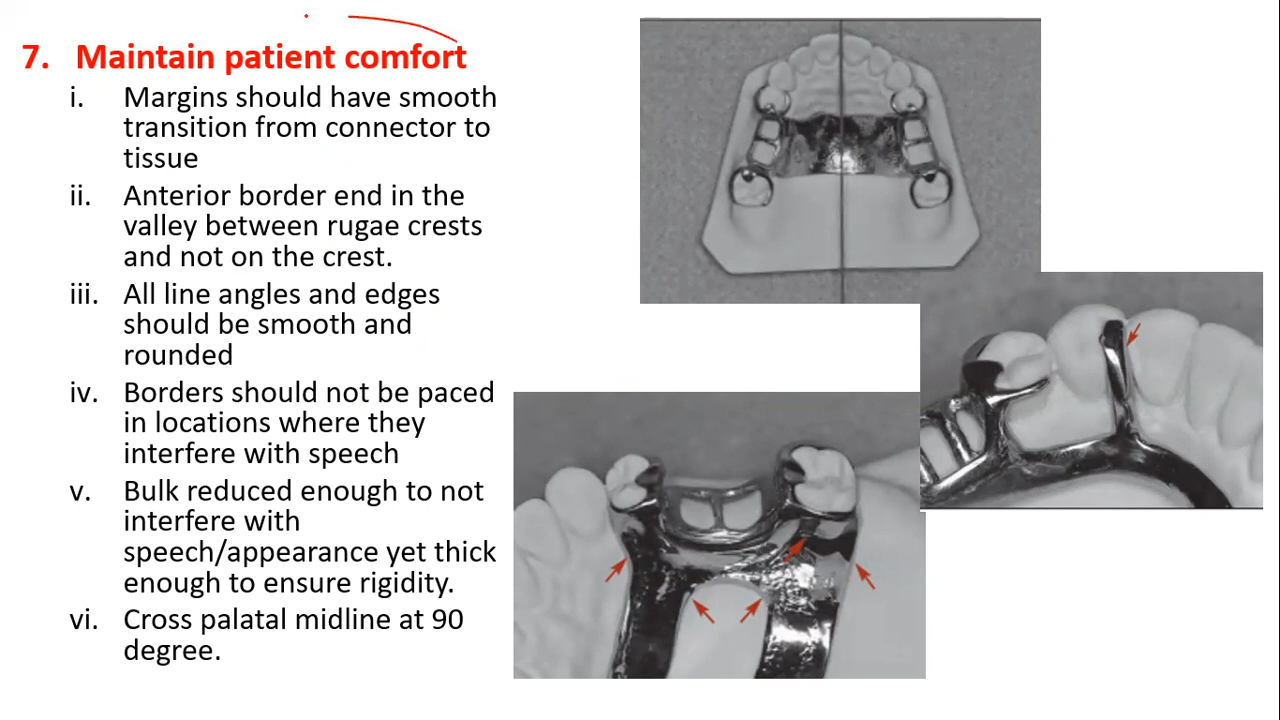 7. Maintain patient comfort
i. Margins should have smooth
transition from connector to
tissue
ii. Anterior border end in the
valley between rugae crests
and not on the crest.
iii. All line angles and edges
should be smooth and
rounded
iv. Borders should not be paced
in locations where they
interfere with speech
v. Bulk reduced enough to not
interfere with
speech/appearance yet thick
enough to ensure rigidity.
vi. Cross palatal midline at 90
degree.